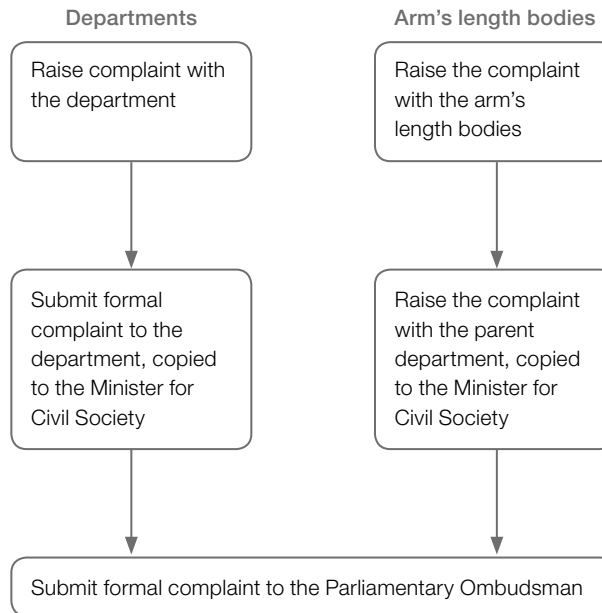 Departments
Raise complaint with
the department
Submit formal
complaint to the
department, copied
to the Minister for
Civil Society
Arm's length bodies
Raise the complaint
with the arm's
length bodies
Raise the complaint
with the parent
department, copied
to the Minister for
Civil Society
Submit formal complaint to the Parliamentary Ombudsman